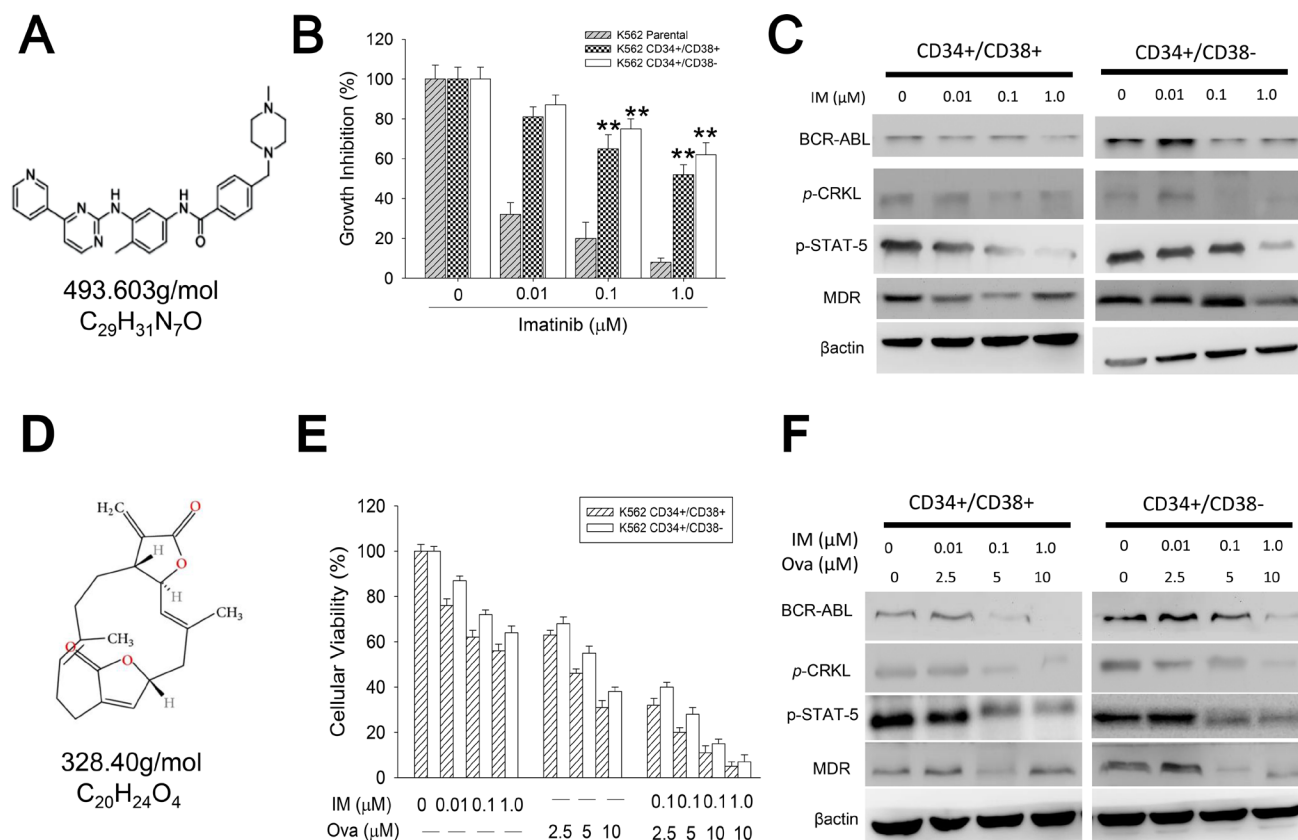 A
N
N
N
N
H
N
H
N
O
N
N
493.603g/mol
C₂₉H₃₁N₇O
B
K562 Parental
K562 CD34+/CD38+
K562 CD34+/CD38-
Growth Inhibition (%)
120
100
80
60
40
20
0
** ** ** **
0 0.01 0.1 1.0
Imatinib (μM)
C
CD34+/CD38+ CD34+/CD38-
IM (μM) 0 0.01 0.1 1.0 0 0.01 0.1 1.0
BCR-ABL
p-CRKL
p-STAT-5
MDR
βactin
D
H₂C
O
H
O
H
CH₃
CH₃
O
O
H
328.40g/mol
C₂₀H₂₄O₄
E
K562 CD34+/CD38+
K562 CD34+/CD38-
Cellular Viability (%)
120
100
80
60
40
20
0
IM (μM) 0 0.01 0.1 1.0 — — — 0.1 0.1 0.1 1.0
Ova (μM) — — — — 2.5 5 10 2.5 5 10 10
F
CD34+/CD38+ CD34+/CD38-
IM (μM) 0 0.01 0.1 1.0 0 0.01 0.1 1.0
Ova (μM) 0 2.5 5 10 0 2.5 5 10
BCR-ABL
p-CRKL
p-STAT-5
MDR
βactin